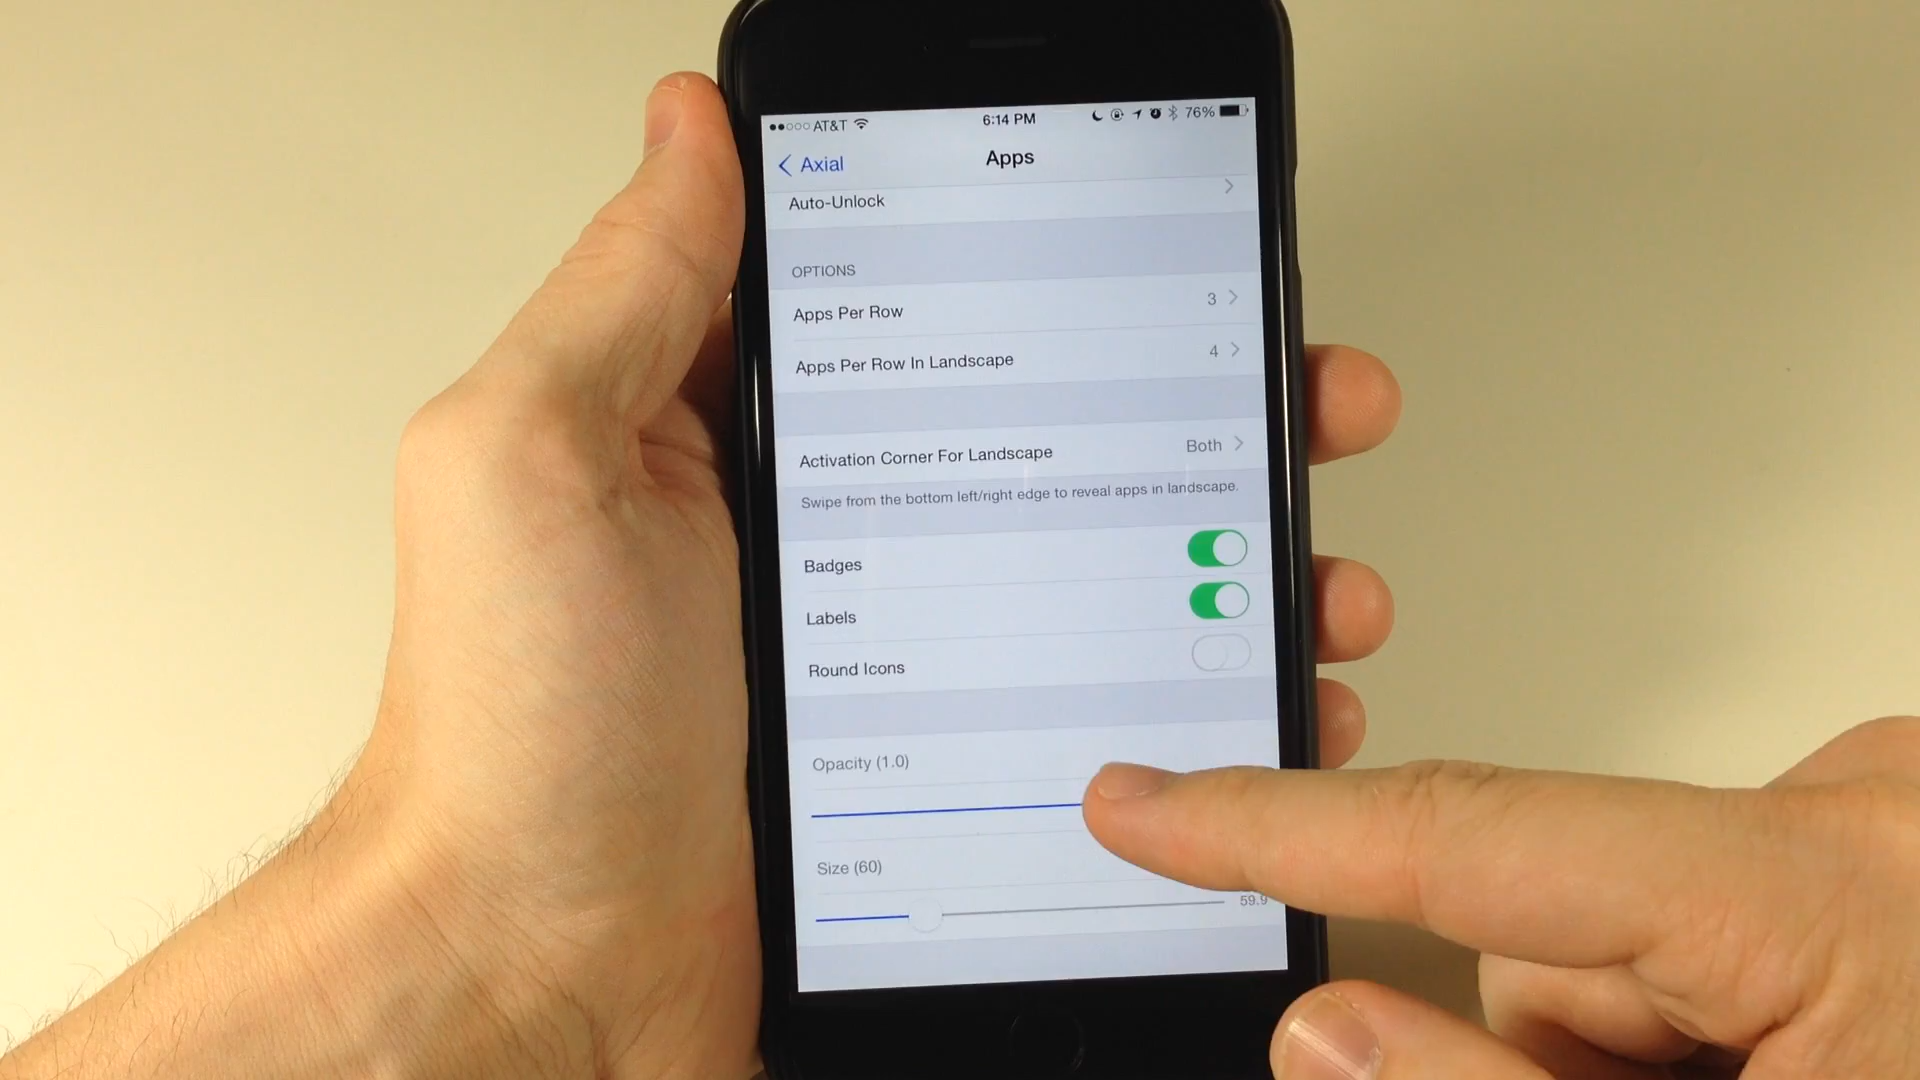 AT&T 6:14 PM 76%
Axial Apps
Auto-Unlock
OPTIONS
Apps Per Row 3
Apps Per Row In Landscape 4
Activation Corner For Landscape Both
Swipe from the bottom left/right edge to reveal apps in landscape.
Badges
Labels
Round Icons
Opacity (1.0)
Size (60)
59.9